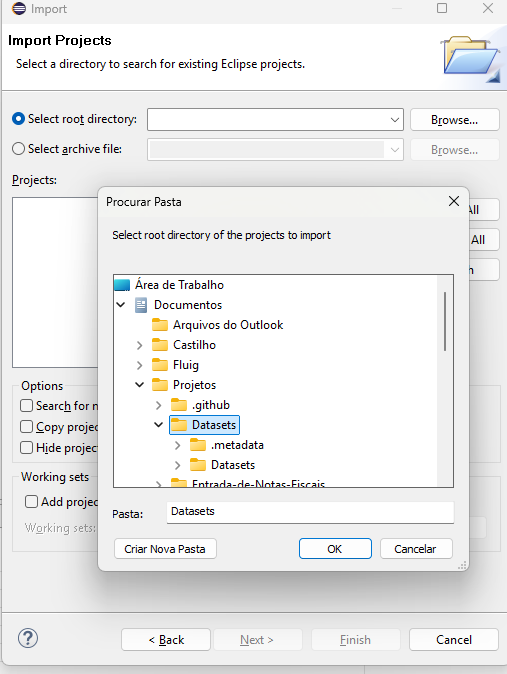 Import
Import Projects
Select a directory to search for existing Eclipse projects.
Select root directory:
Browse...
Select archive file:
Browse...
Projects:
All
All
Procurar Pasta
Select root directory of the projects to import
Área de Trabalho
Documentos
Arquivos do Outlook
Castilho
Fluig
Projetos
.github
Datasets
.metadata
Datasets
Entrada-de-Notas-Fiscais
Pasta:
Datasets
Criar Nova Pasta
OK
Cancelar
Options
Search for n
Copy projec
Hide project
Working sets
Add projec
Working sets:
< Back
Next >
Finish
Cancel